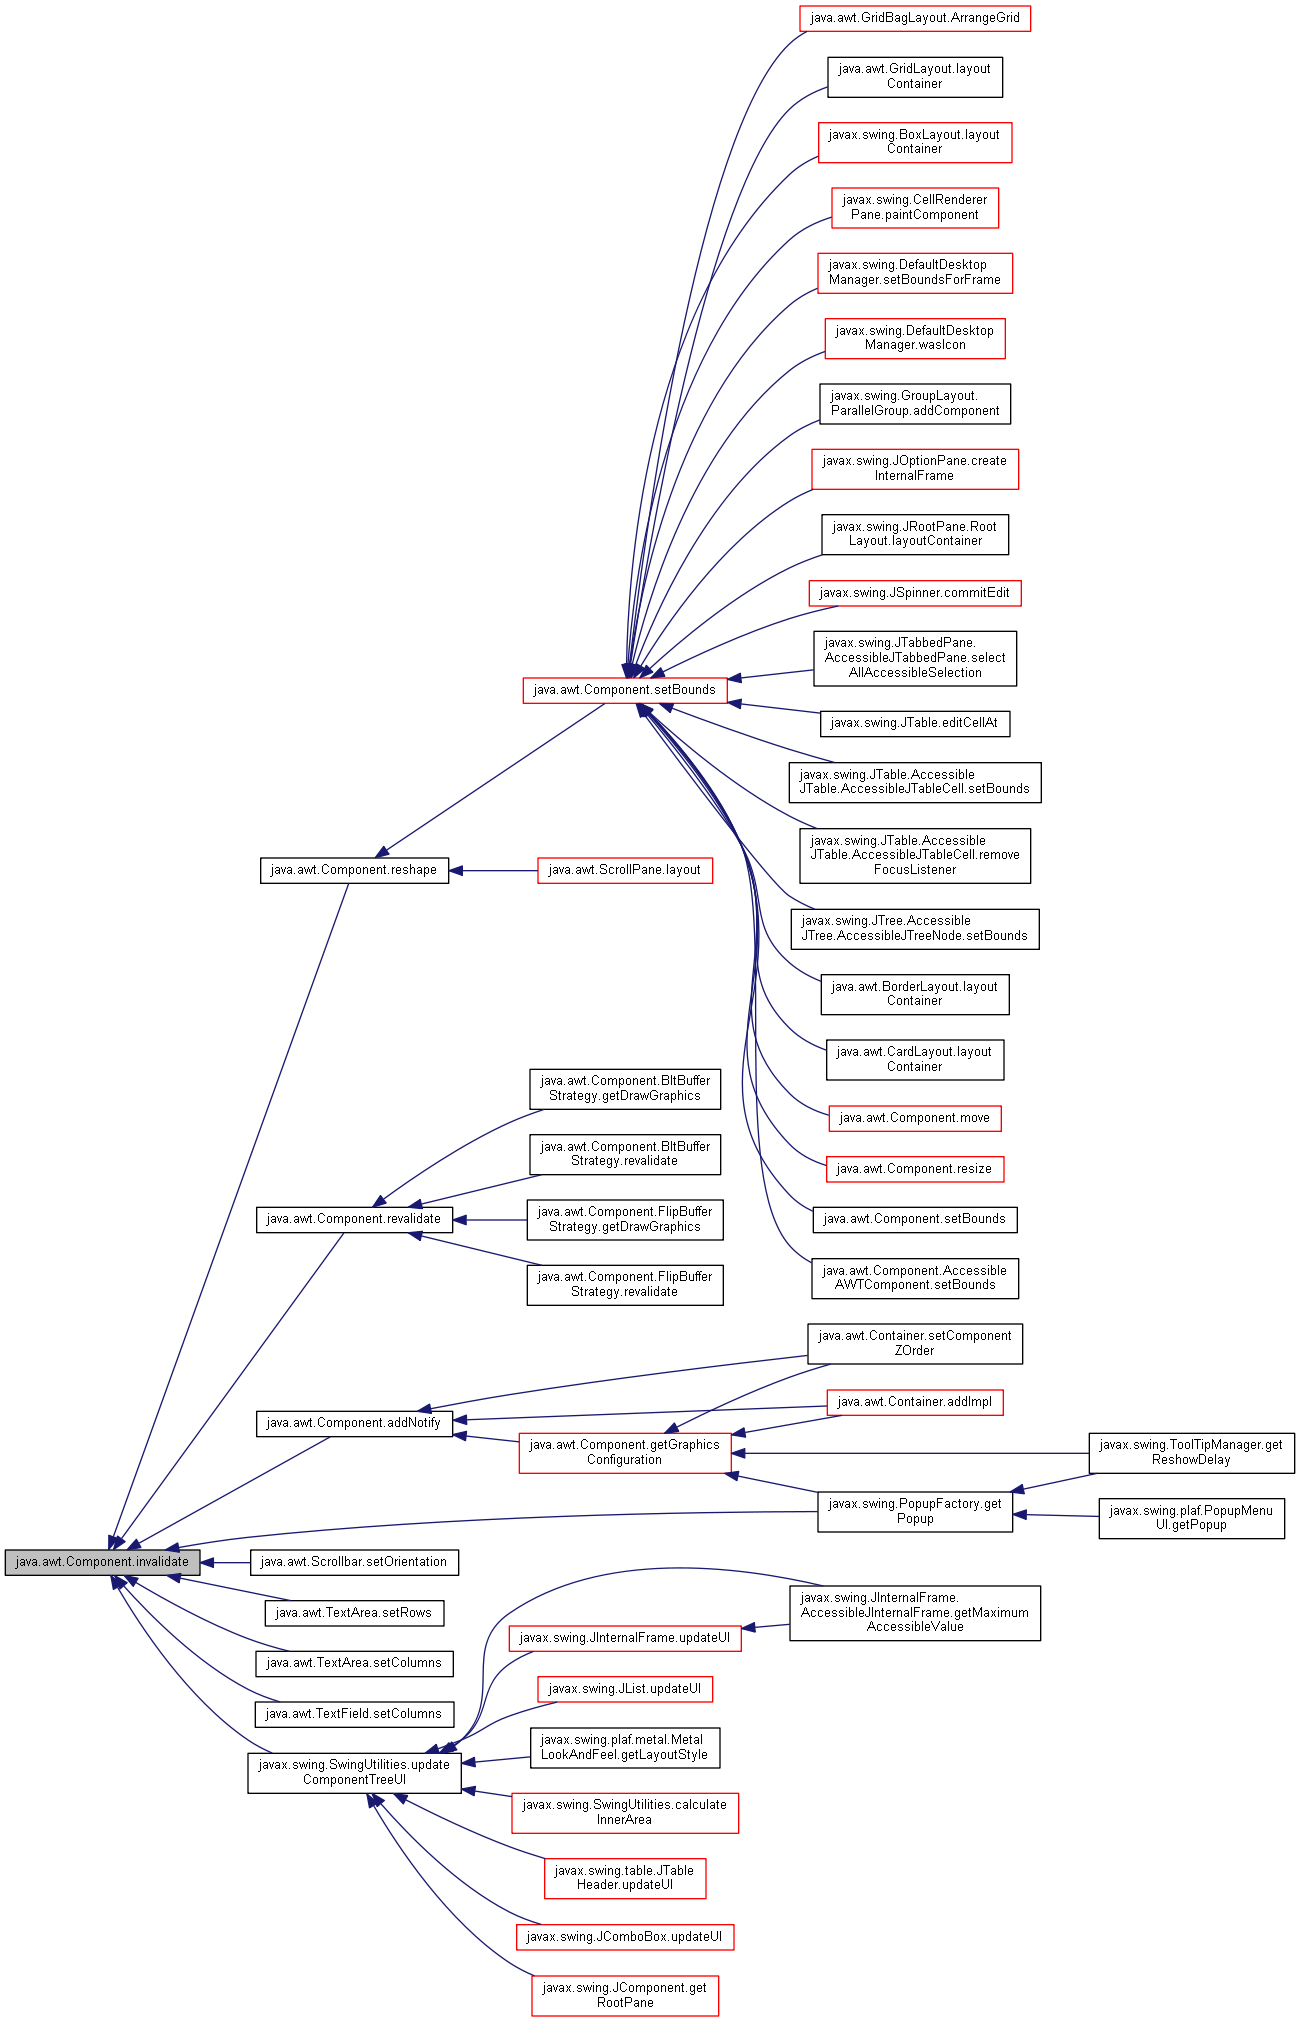 java.awt.GridBagLayout.ArrangeGrid
java.awt.GridLayout.layout
Container
javax.swing.BoxLayout.layout
Container
javax.swing.CellRenderer
Pane.paintComponent
javax.swing.DefaultDesktop
Manager.setBoundsForFrame
javax.swing.DefaultDesktop
Manager.wasIcon
javax.swing.GroupLayout.
ParallelGroup.addComponent
javax.swing.JOptionPane.create
InternalFrame
javax.swing.JRootPane.Root
Layout.layoutContainer
javax.swing.JSpinner.commitEdit
javax.swing.JTabbedPane.
AccessibleJTabbedPane.select
AllAccessibleSelection
java.awt.Component.setBounds
javax.swing.JTable.editCellAt
javax.swing.JTable.Accessible
JTable.AccessibleJTableCell.setBounds
javax.swing.JTable.Accessible
JTable.AccessibleJTableCell.remove
FocusListener
java.awt.Component.reshape
java.awt.ScrollPane.layout
javax.swing.JTree.Accessible
JTree.AccessibleJTreeNode.setBounds
java.awt.BorderLayout.layout
Container
java.awt.CardLayout.layout
Container
java.awt.Component.BltBuffer
Strategy.getDrawGraphics
java.awt.Component.move
java.awt.Component.BltBuffer
Strategy.revalidate
java.awt.Component.resize
java.awt.Component.revalidate
java.awt.Component.FlipBuffer
Strategy.getDrawGraphics
java.awt.Component.setBounds
java.awt.Component.FlipBuffer
Strategy.revalidate
java.awt.Component.Accessible
AWTComponent.setBounds
java.awt.Container.setComponent
ZOrder
java.awt.Component.addNotify
java.awt.Container.addImpl
java.awt.Component.getGraphics
Configuration
javax.swing.ToolTipManager.get
ReshowDelay
javax.swing.PopupFactory.get
Popup
javax.swing.plaf.PopupMenu
UI.getPopup
java.awt.Component.invalidate
java.awt.Scrollbar.setOrientation
java.awt.TextArea.setRows
javax.swing.JInternalFrame.
AccessibleJInternalFrame.getMaximum
AccessibleValue
javax.swing.JInternalFrame.updateUI
java.awt.TextArea.setColumns
javax.swing.JList.updateUI
java.awt.TextField.setColumns
javax.swing.plaf.metal.Metal
LookAndFeel.getLayoutStyle
javax.swing.SwingUtilities.update
ComponentTreeUI
javax.swing.SwingUtilities.calculate
InnerArea
javax.swing.table.JTable
Header.updateUI
javax.swing.JComboBox.updateUI
javax.swing.JComponent.get
RootPane